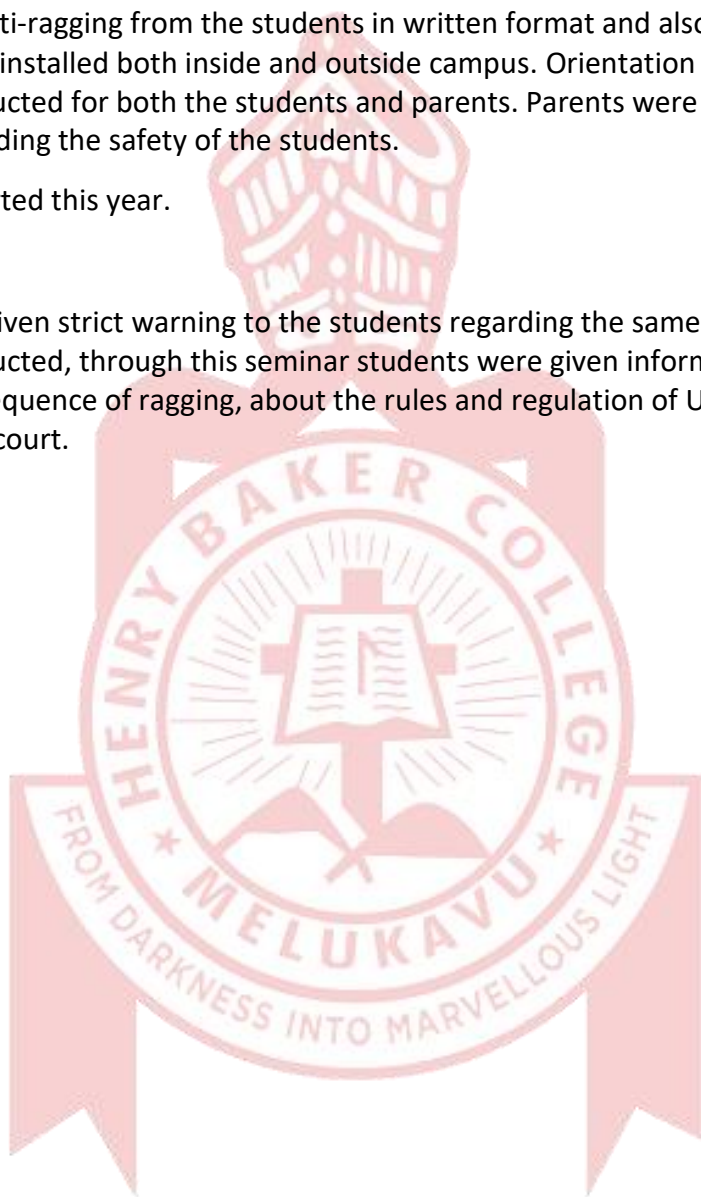 ti-ragging from the students in written format and also
installed both inside and outside campus. Orientation
ucted for both the students and parents. Parents were
ding the safety of the students.
ted this year.
iven strict warning to the students regarding the same
ucted, through this seminar students were given inform
equence of ragging, about the rules and regulation of U
court.
HENRY BAKER COLLEGE
MELUKAVU
FROM DARKNESS INTO MARVELLOUS LIGHT